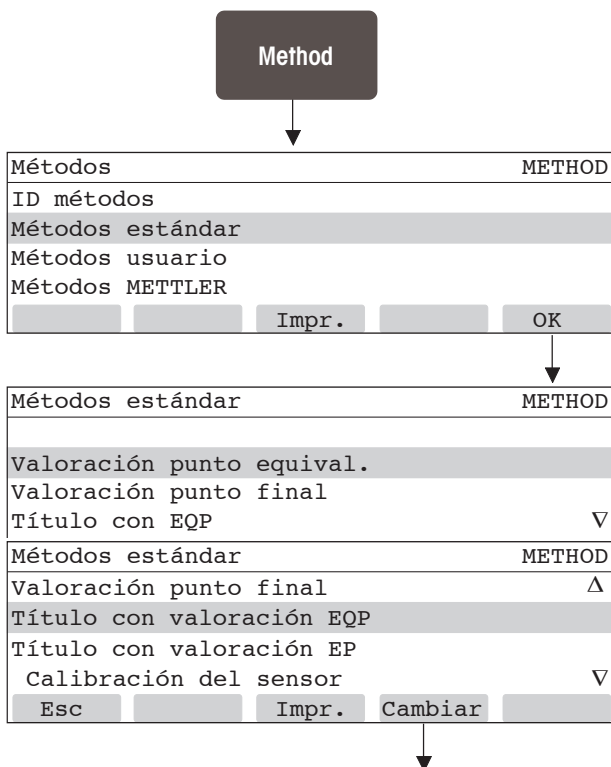 Method
Métodos METHOD
ID métodos
Métodos estándar
Métodos usuario
Métodos METTLER
Impr. OK
Métodos estándar METHOD
Valoración punto equival.
Valoración punto final
Título con EQP ∇
Métodos estándar METHOD
Valoración punto final Δ
Título con valoración EQP
Título con valoración EP
Calibración del sensor ∇
Esc Impr. Cambiar